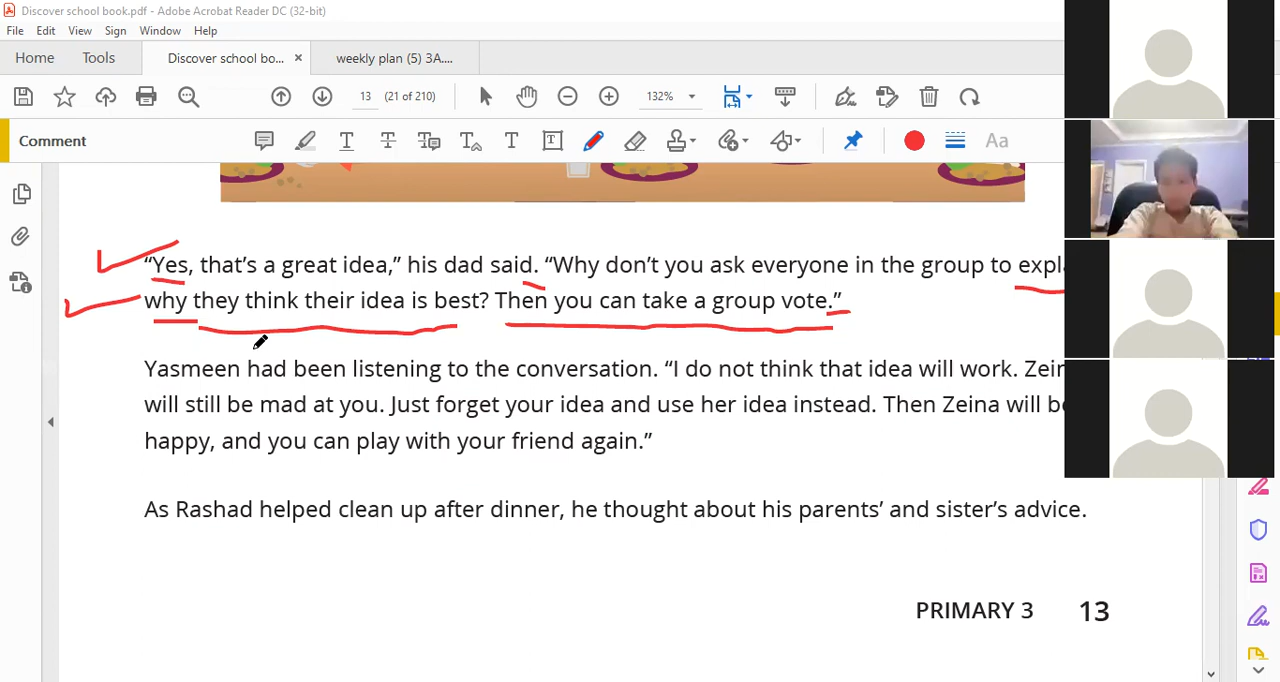 Discover school book.pdf - Adobe Acrobat Reader DC (32-bit)
File Edit View Sign Window Help
Home Tools Discover school bo... × weekly plan (5) 3A....
13 (21 of 210) 132%
Comment
T T T T T Aa
“Yes, that’s a great idea,” his dad said. “Why don’t you ask everyone in the group to
why they think their idea is best? Then you can take a group vote.”
Yasmeen had been listening to the conversation. “I do not think that idea will work.
will still be mad at you. Just forget your idea and use her idea instead. Then Zeina will
happy, and you can play with your friend again.”
As Rashad helped clean up after dinner, he thought about his parents’ and sister’s advice.
PRIMARY 3 13